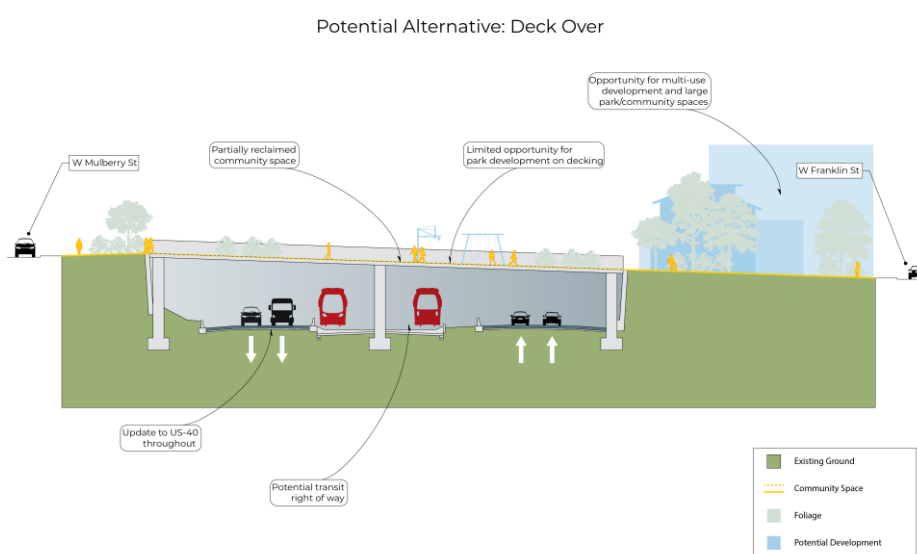 Potential Alternative: Deck Over
Opportunity for multi-use
development and large
park/community spaces
W Mulberry St
Partially reclaimed
community space
Limited opportunity for
park development on decking
W Franklin St
Update to US-40
throughout
Potential transit
right of way
Existing Ground
Community Space
Foliage
Potential Development